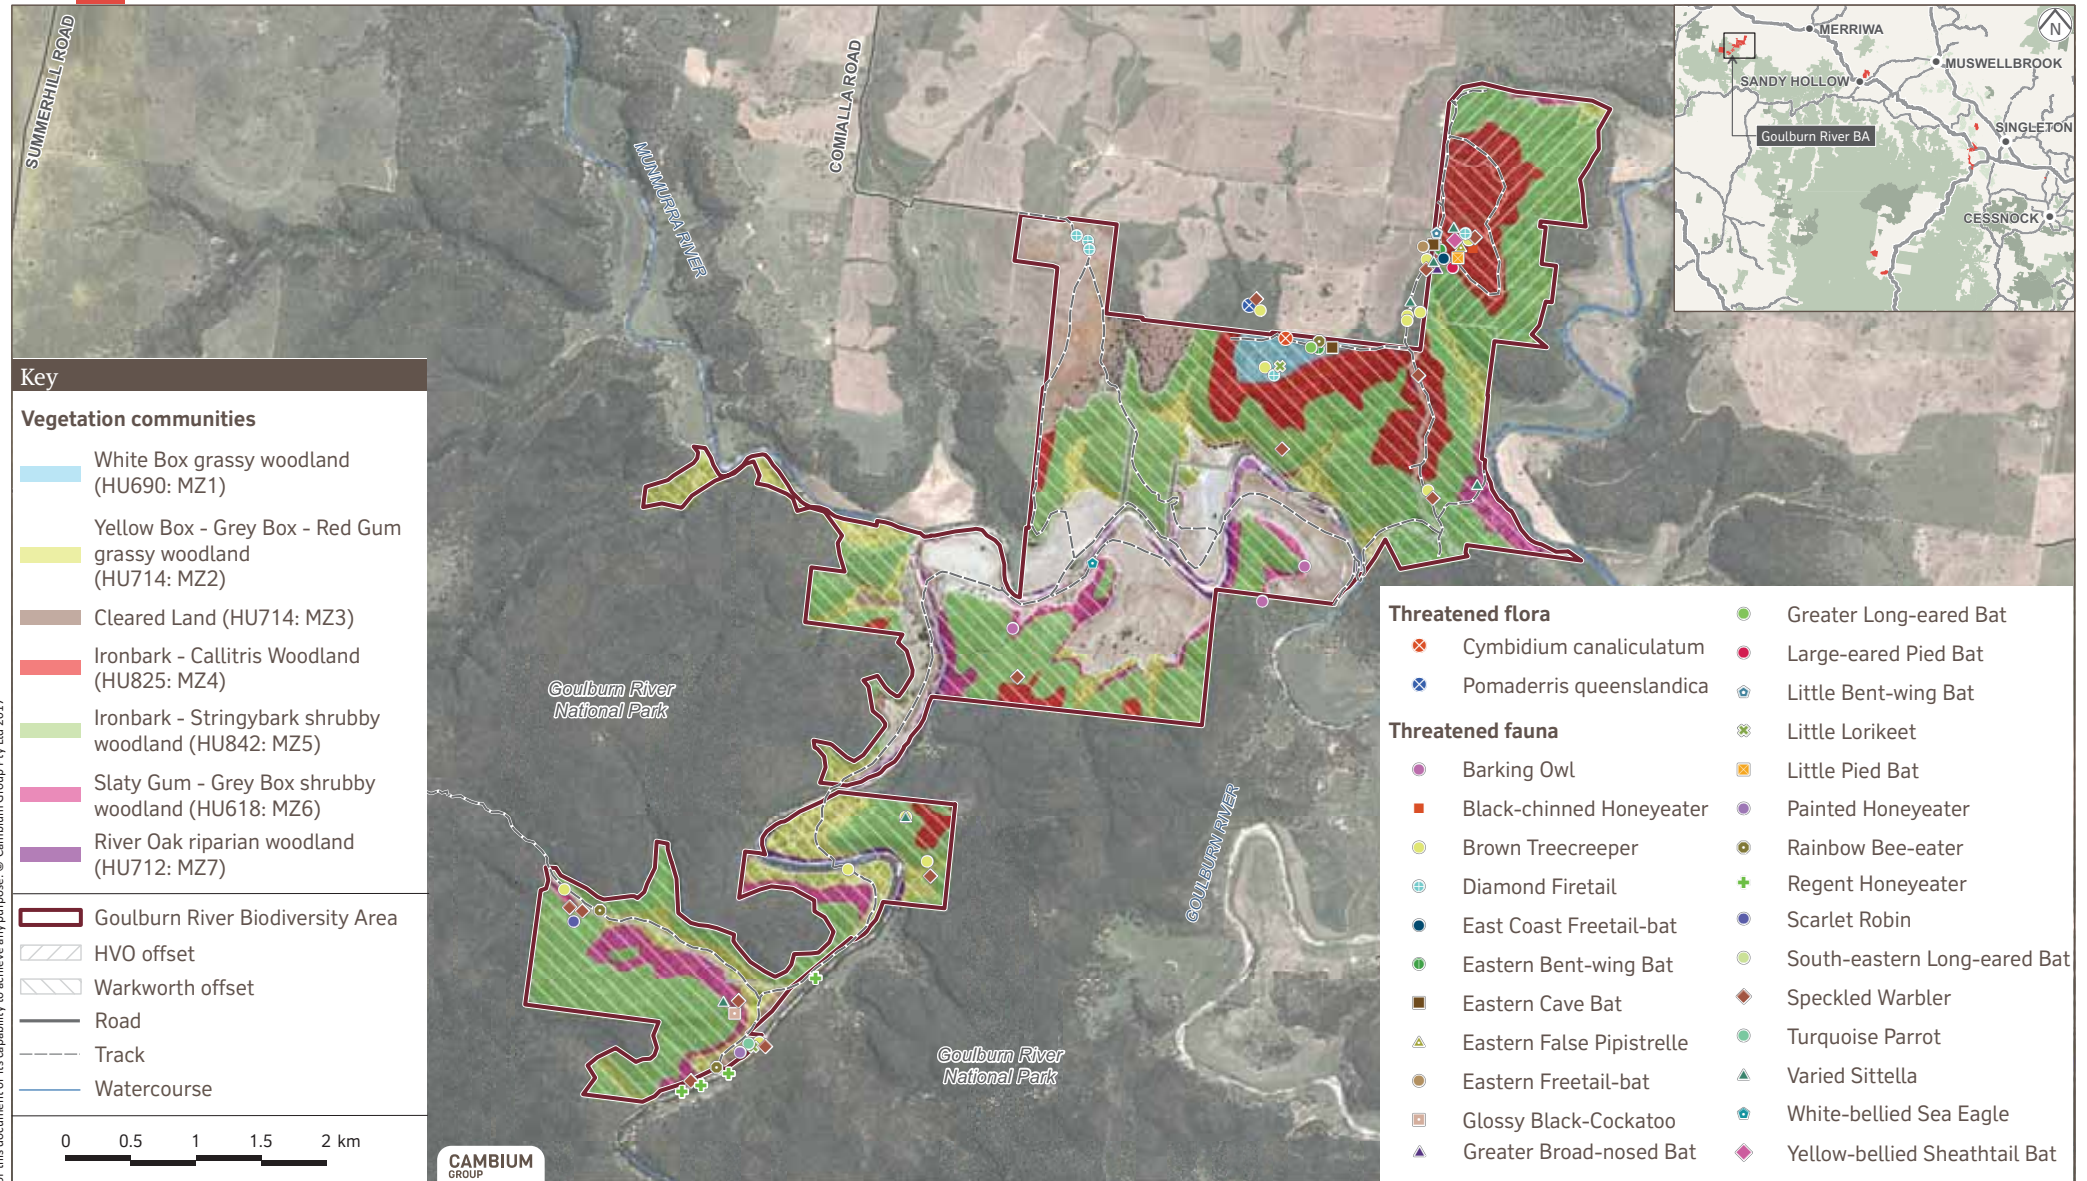 SUMMERHILL ROAD
MUNMURRA RIVER
COMIALLA ROAD
MERRIWA
N
MUSWELLBROOK
SANDY HOLLOW
SINGLETON
Goulburn River BA
CESSNOCK
Goulburn River
National Park
GOULBURN RIVER
Goulburn River
National Park
Key
Vegetation communities
White Box grassy woodland
(HU690: MZ1)
Yellow Box - Grey Box - Red Gum
grassy woodland
(HU714: MZ2)
Cleared Land (HU714: MZ3)
Ironbark - Callitris Woodland
(HU825: MZ4)
Ironbark - Stringybark shrubby
woodland (HU842: MZ5)
Slaty Gum - Grey Box shrubby
woodland (HU618: MZ6)
River Oak riparian woodland
(HU712: MZ7)
Goulburn River Biodiversity Area
HVO offset
Warkworth offset
Road
Track
Watercourse
0 0.5 1 1.5 2 km
CAMBIUM
GROUP
Threatened flora
Cymbidium canaliculatum
Pomaderris queenslandica
Threatened fauna
Barking Owl
Black-chinned Honeyeater
Brown Treecreeper
Diamond Firetail
East Coast Freetail-bat
Eastern Bent-wing Bat
Eastern Cave Bat
Eastern False Pipistrelle
Eastern Freetail-bat
Glossy Black-Cockatoo
Greater Broad-nosed Bat
Greater Long-eared Bat
Large-eared Pied Bat
Little Bent-wing Bat
Little Lorikeet
Little Pied Bat
Painted Honeyeater
Rainbow Bee-eater
Regent Honeyeater
Scarlet Robin
South-eastern Long-eared Bat
Speckled Warbler
Turquoise Parrot
Varied Sittella
White-bellied Sea Eagle
Yellow-bellied Sheathtail Bat